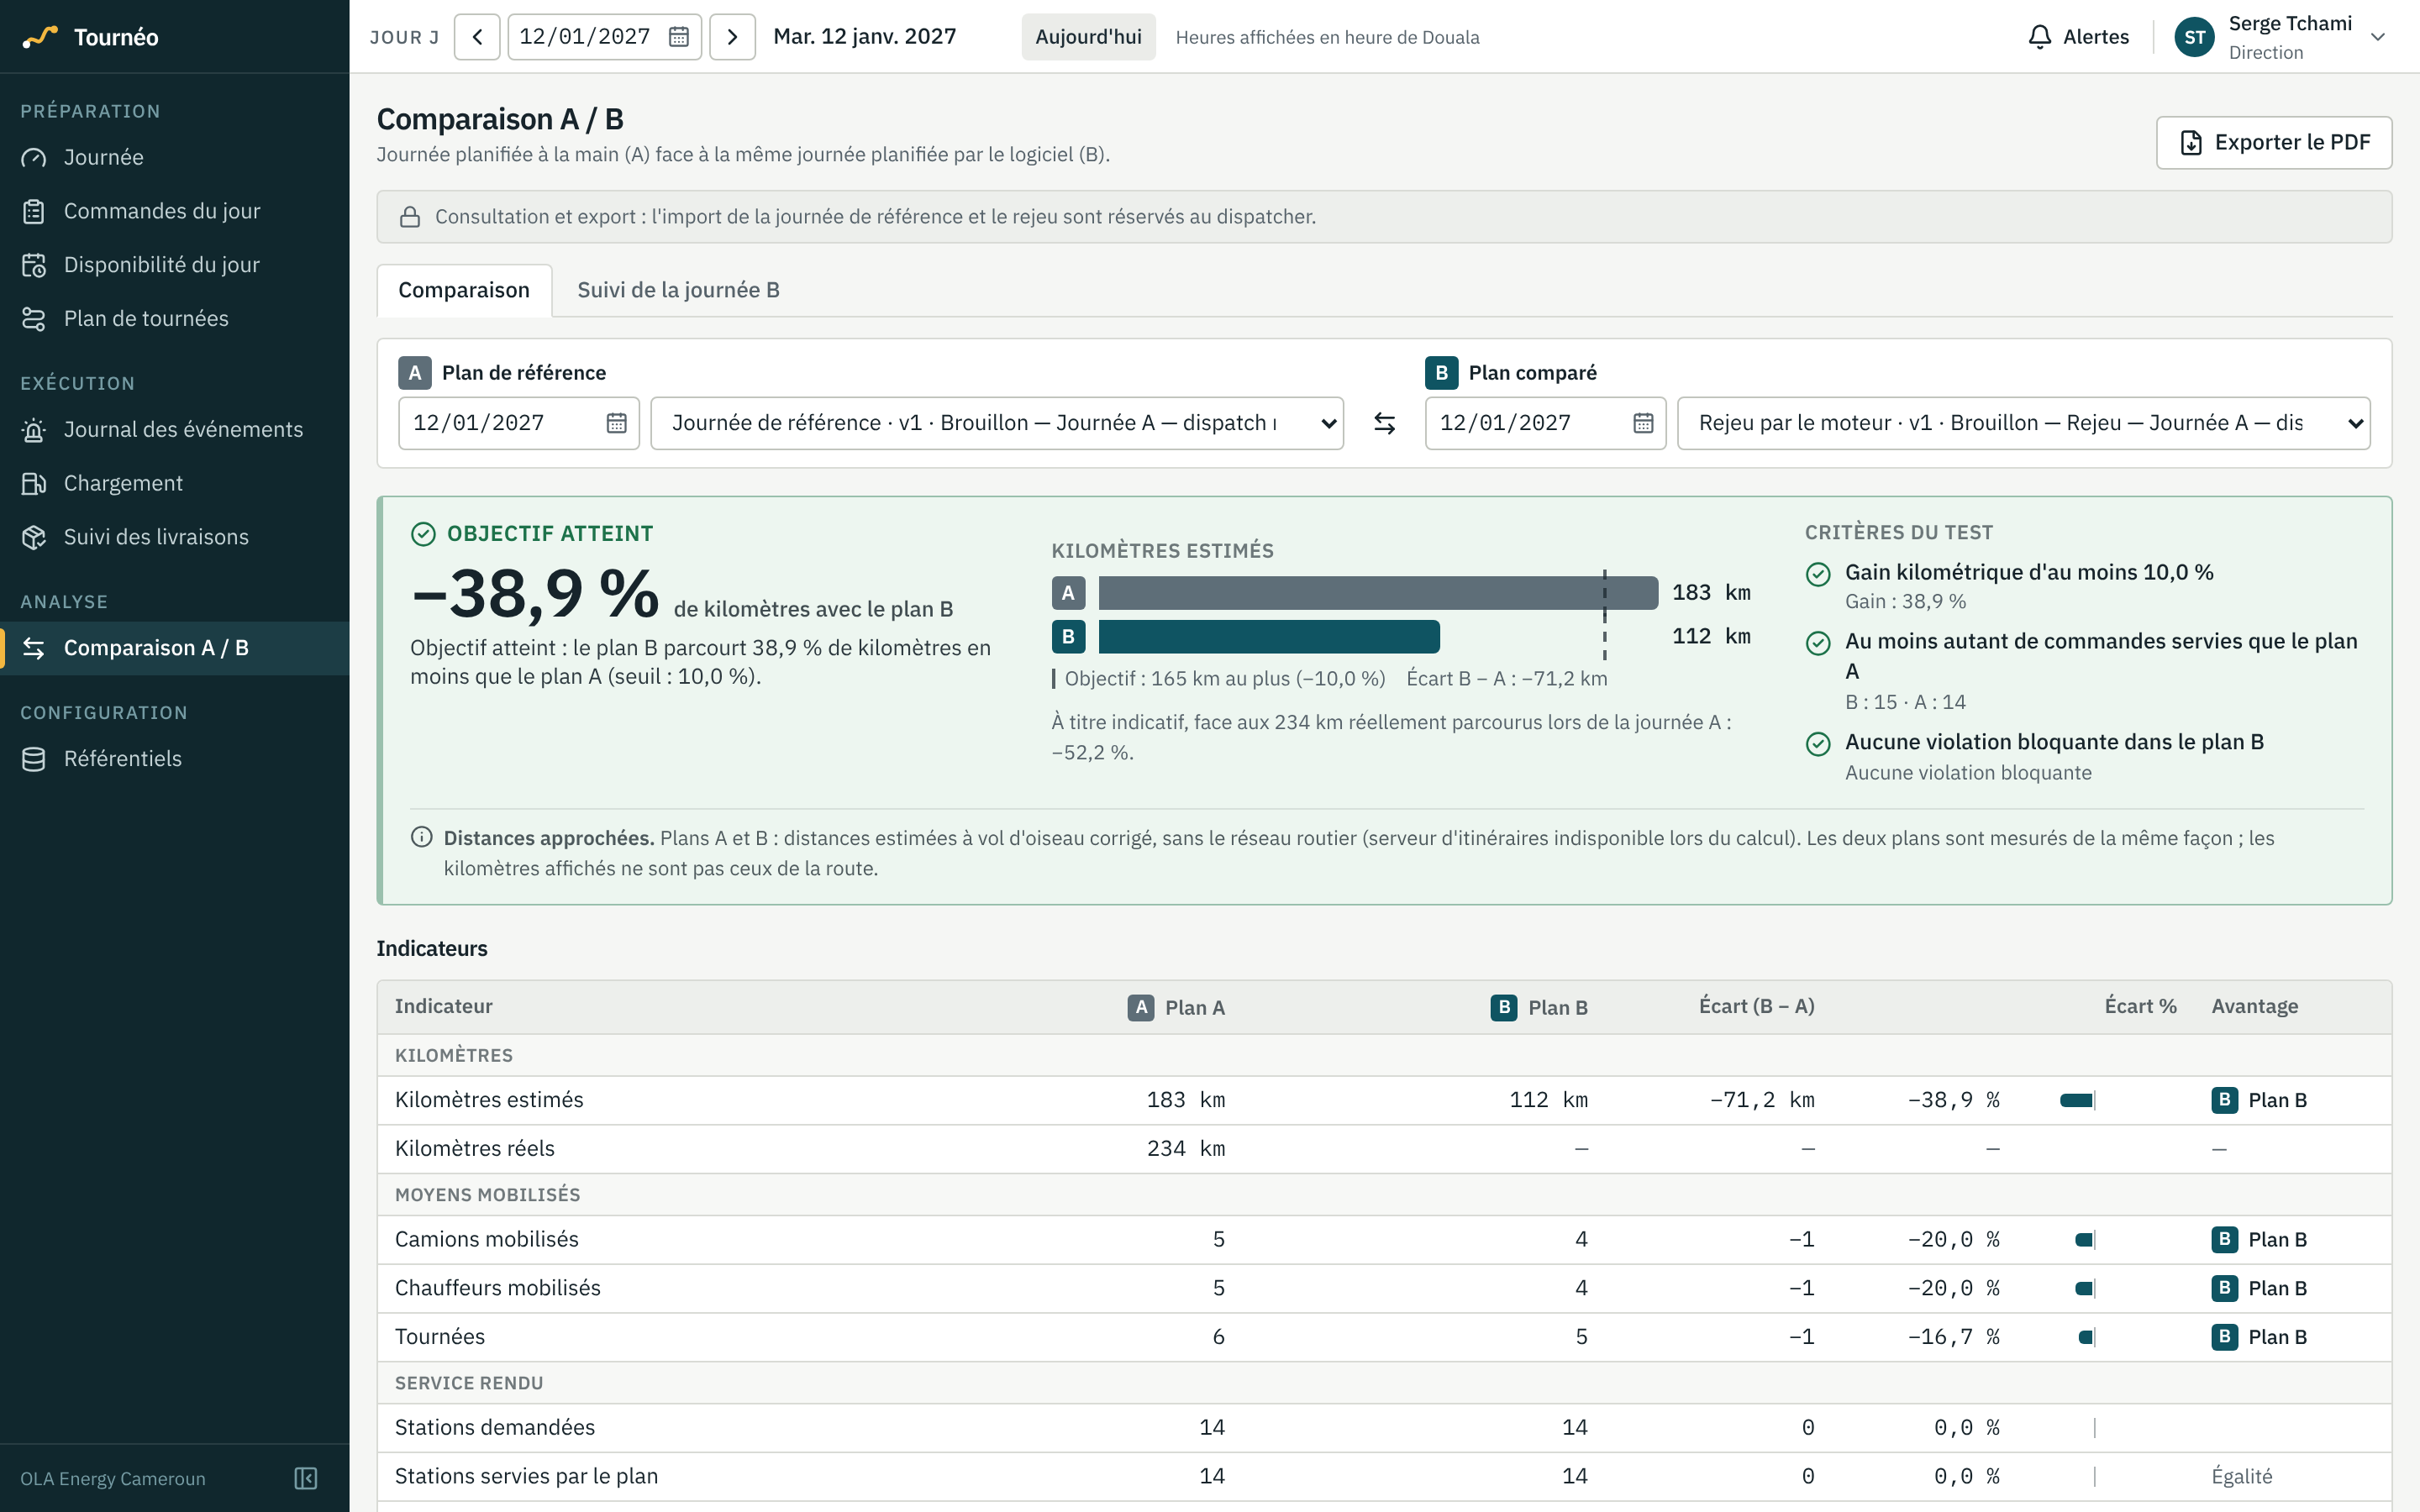 Tournéo
JOUR J
12/01/2027
Mar. 12 janv. 2027
Aujourd'hui
Heures affichées en heure de Douala
Alertes
ST
Serge Tchami
Direction
PRÉPARATION
Journée
Commandes du jour
Disponibilité du jour
Plan de tournées
EXÉCUTION
Journal des événements
Chargement
Suivi des livraisons
ANALYSE
Comparaison A / B
CONFIGURATION
Référentiels
OLA Energy Cameroun
Comparaison A / B
Journée planifiée à la main (A) face à la même journée planifiée par le logiciel (B).
Exporter le PDF
Consultation et export : l'import de la journée de référence et le rejeu sont réservés au dispatcher.
Comparaison
Suivi de la journée B
A Plan de référence
12/01/2027
Journée de référence · v1 · Brouillon — Journée A — dispatch
B Plan comparé
12/01/2027
Rejeu par le moteur · v1 · Brouillon — Rejeu — Journée A — dis
OBJECTIF ATTEINT
−38,9 % de kilomètres avec le plan B
Objectif atteint : le plan B parcourt 38,9 % de kilomètres en
moins que le plan A (seuil : 10,0 %).
KILOMÈTRES ESTIMÉS
A 183 km
B 112 km
Objectif : 165 km au plus (−10,0 %) Écart B − A : −71,2 km
À titre indicatif, face aux 234 km réellement parcourus lors de la journée A :
−52,2 %.
CRITÈRES DU TEST
Gain kilométrique d'au moins 10,0 %
Gain : 38,9 %
Au moins autant de commandes servies que le plan
A
B : 15 · A : 14
Aucune violation bloquante dans le plan B
Aucune violation bloquante
Distances approchées. Plans A et B : distances estimées à vol d'oiseau corrigé, sans le réseau routier (serveur d'itinéraires indisponible lors du calcul). Les deux plans sont mesurés de la même façon ; les
kilomètres affichés ne sont pas ceux de la route.
Indicateurs
Indicateur A Plan A B Plan B Écart (B − A) Écart % Avantage
KILOMÈTRES
Kilomètres estimés 183 km 112 km −71,2 km −38,9 % B Plan B
Kilomètres réels 234 km — — — —
MOYENS MOBILISÉS
Camions mobilisés 5 4 −1 −20,0 % B Plan B
Chauffeurs mobilisés 5 4 −1 −20,0 % B Plan B
Tournées 6 5 −1 −16,7 % B Plan B
SERVICE RENDU
Stations demandées 14 14 0 0,0 %
Stations servies par le plan 14 14 0 0,0 % Égalité